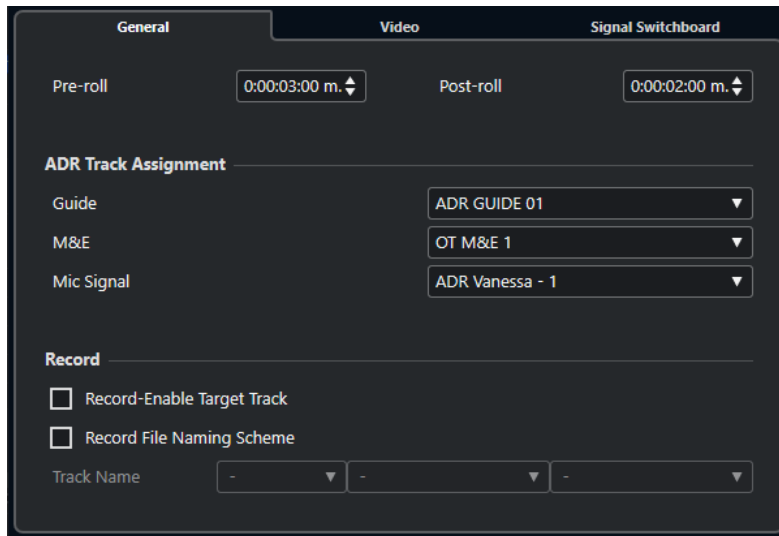 General Video Signal Switchboard
Pre-roll 0:00:03:00 m. Post-roll 0:00:02:00 m.
ADR Track Assignment
Guide ADR GUIDE 01
M&E OT M&E 1
Mic Signal ADR Vanessa - 1
Record
Record-Enable Target Track
Record File Naming Scheme
Track Name - - -